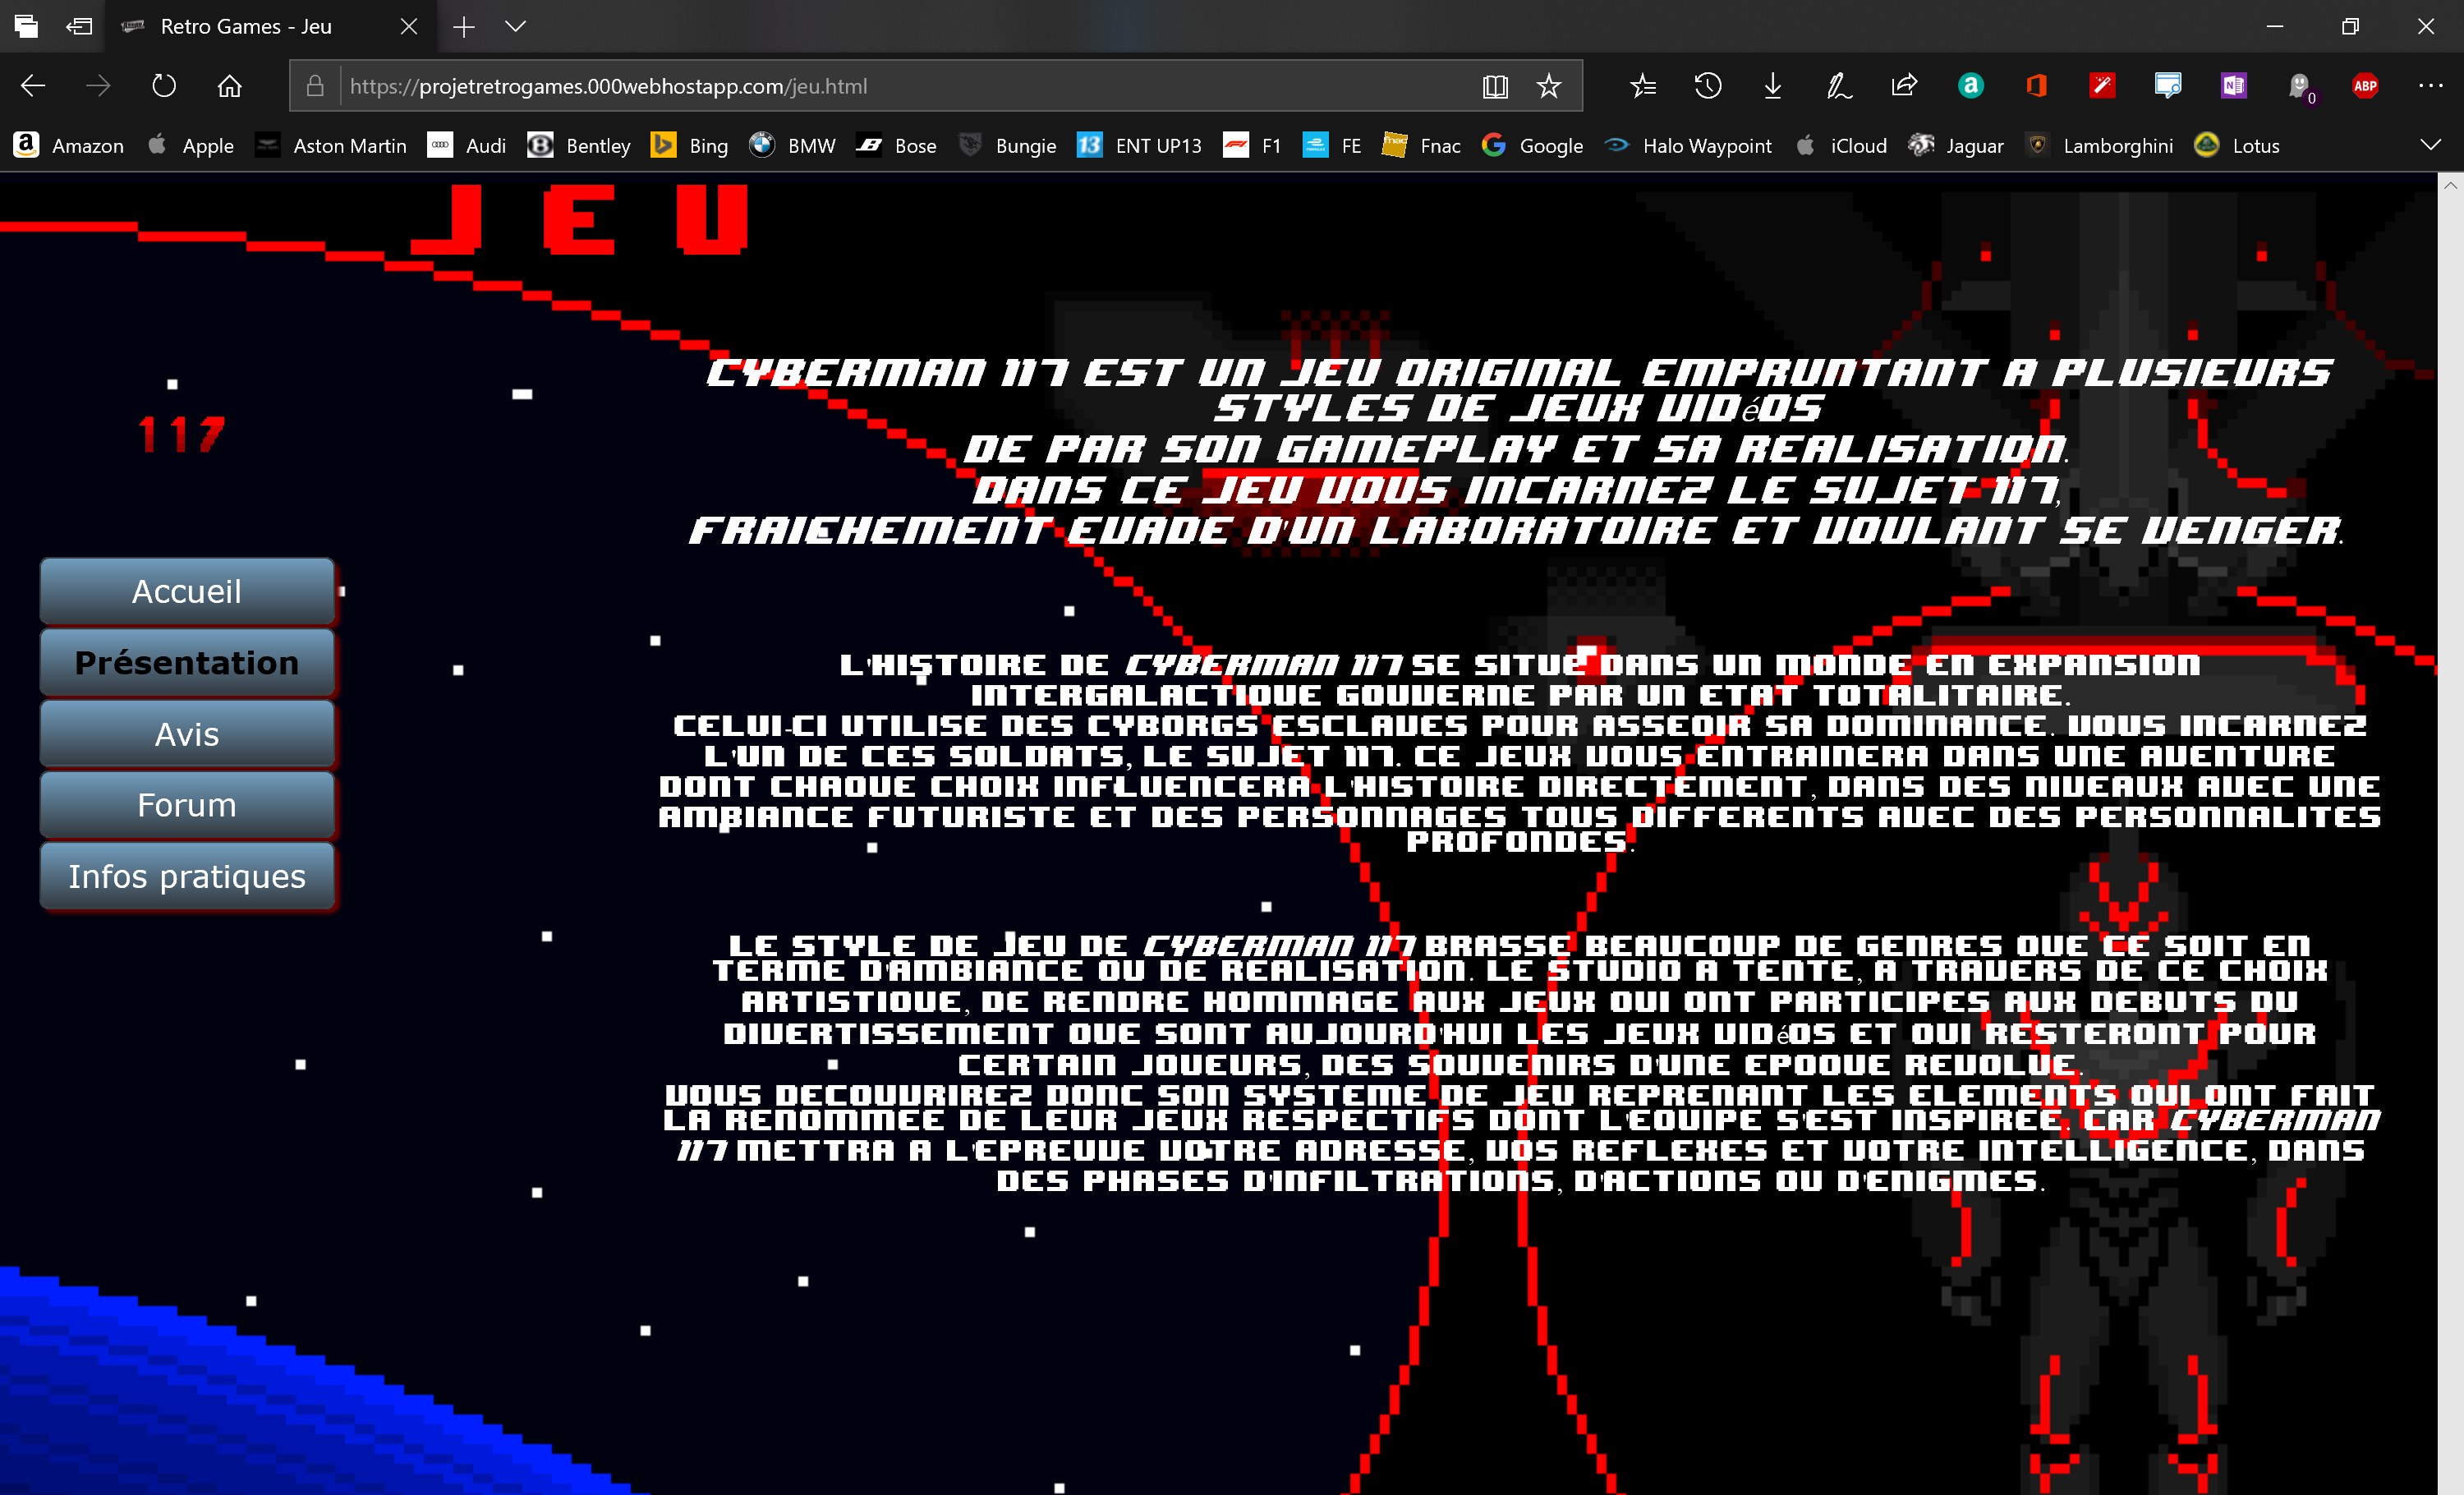 Retro Games - Jeu
https://projetretrogames.000webhostapp.com/jeu.html
0
ABP
Amazon Apple Aston Martin Audi Bentley Bing BMW Bose Bungie 13 ENT UP13 F1 FE Fnac Google Halo Waypoint iCloud Jaguar Lamborghini Lotus
JEU
117
Accueil
Présentation
Avis
Forum
Infos pratiques
CYBERMAN 117 EST UN JEU ORIGINAL EMPRUNTANT A PLUSIEURS
STYLES DE JEUX VIDéOS
DE PAR SON GAMEPLAY ET SA REALISATION.
DANS CE JEU VOUS INCARNEZ LE SUJET 117,
FRAICHEMENT EVADE D'UN LABORATOIRE ET VOULANT SE VENGER.
L'HISTOIRE DE CYBERMAN 117 SE SITUE DANS UN MONDE EN EXPANSION
INTERGALACTIQUE GOUVERNE PAR UN ETAT TOTALITAIRE.
CELUI-CI UTILISE DES CYBORGS ESCLAVES POUR ASSEOIR SA DOMINANCE. VOUS INCARNEZ
L'UN DE CES SOLDATS, LE SUJET 117. CE JEUX VOUS ENTRAINERA DANS UNE AVENTURE
DONT CHAQUE CHOIX INFLUENCERA L'HISTOIRE DIRECTEMENT, DANS DES NIVEAUX AVEC UNE
AMBIANCE FUTURISTE ET DES PERSONNAGES TOUS DIFFERENTS AVEC DES PERSONNALITES
PROFONDES.
LE STYLE DE JEU DE CYBERMAN 117 BRASSE BEAUCOUP DE GENRES QUE CE SOIT EN
TERME D'AMBIANCE OU DE REALISATION. LE STUDIO A TENTE, A TRAVERS DE CE CHOIX
ARTISTIQUE, DE RENDRE HOMMAGE AUX JEUX QUI ONT PARTICIPES AUX DEBUTS DU
DIVERTISSEMENT QUE SONT AUJOURD'HUI LES JEUX VIDéOS ET QUI RESTERONT POUR
CERTAIN JOUEURS, DES SOUVENIRS D'UNE EPOQUE REVOLUE.
VOUS DECOUVRIREZ DONC SON SYSTEME DE JEU REPRENANT LES ELEMENTS QUI ONT FAIT
LA RENOMMEE DE LEUR JEUX RESPECTIFS DONT L'EQUIPE S'EST INSPIREE. CAR CYBERMAN
117 METTRA A L'EPREUVE VOTRE ADRESSE, VOS REFLEXES ET VOTRE INTELLIGENCE, DANS
DES PHASES D'INFILTRATIONS, D'ACTIONS OU D'ENIGMES.